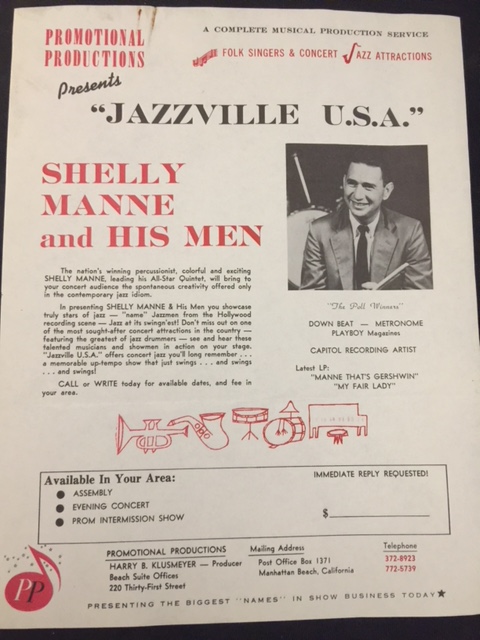 PROMOTIONAL
PRODUCTIONS
A COMPLETE MUSICAL PRODUCTION SERVICE
FOLK SINGERS & CONCERT JAZZ ATTRACTIONS
Presents
"JAZZVILLE U.S.A."
SHELLY
MANNE
and HIS MEN
The nation's winning percussionist, colorful and exciting
SHELLY MANNE, leading his All-Star Quintet, will bring to
your concert audience the spontaneous creativity offered only
in the contemporary jazz idiom.
In presenting SHELLY MANNE & His Men you showcase
truly stars of jazz — "name" Jazzmen from the Hollywood
recording scene — Jazz at its swingin'est! Don't miss out on one
of the most sought-after concert attractions in the country —
featuring the greatest of jazz drummers — see and hear these
talented musicians and showmen in action on your stage.
"Jazzville U.S.A." offers concert jazz you'll long remember . . .
a memorable up-tempo show that just swings . . . and swings
. . . and swings!
CALL or WRITE today for available dates, and fee in
your area.
"The Poll Winners"
DOWN BEAT — METRONOME
PLAYBOY Magazines
CAPITOL RECORDING ARTIST
Latest LP:
"MANNE THAT'S GERSHWIN"
"MY FAIR LADY"
Available In Your Area:
● ASSEMBLY
● EVENING CONCERT
● PROM INTERMISSION SHOW
IMMEDIATE REPLY REQUESTED!
$
PP
PROMOTIONAL PRODUCTIONS
HARRY B. KLUSMEYER — Producer
Beach Suite Offices
220 Thirty-First Street
Mailing Address
Post Office Box 1371
Manhattan Beach, California
Telephone
372-8923
772-5739
PRESENTING THE BIGGEST "NAMES" IN SHOW BUSINESS TODAY★